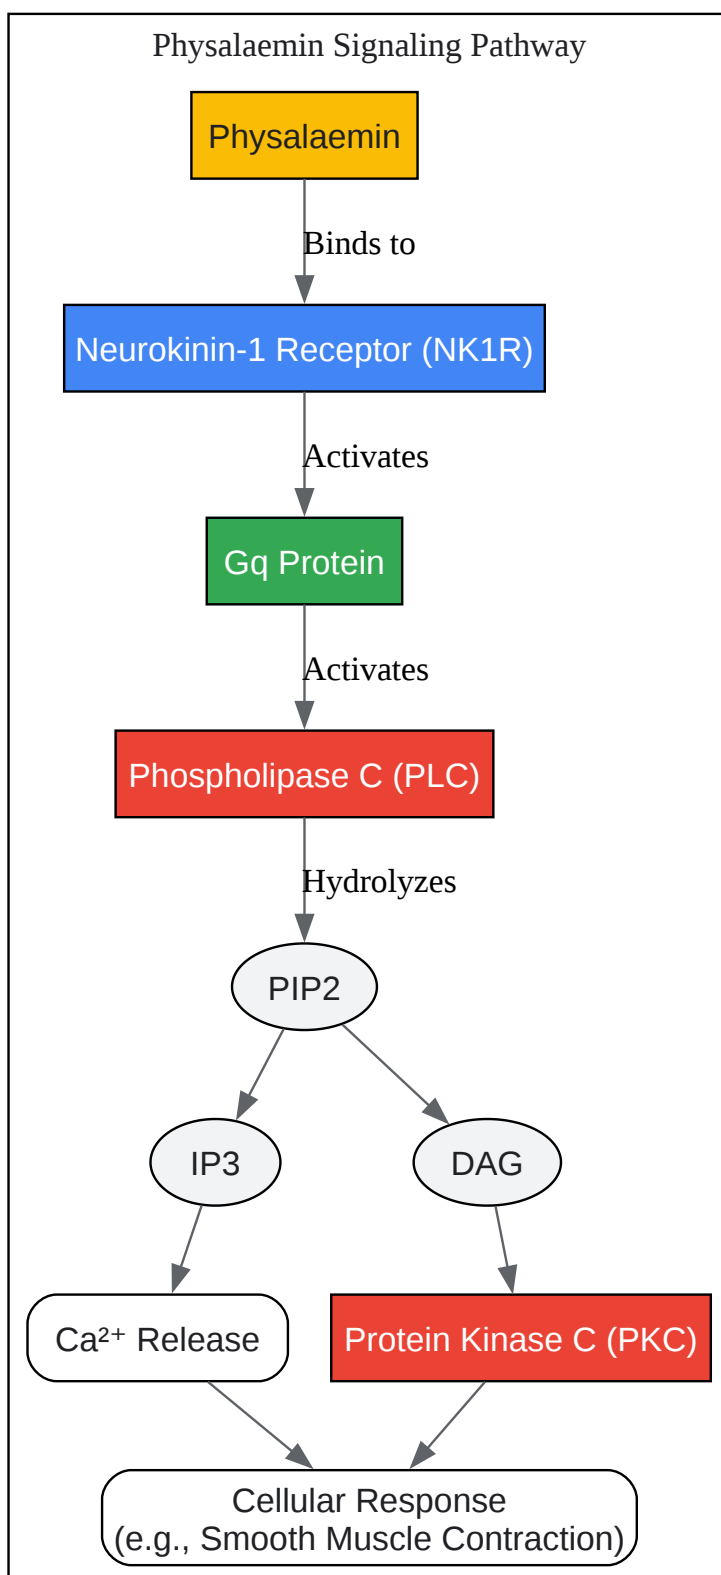 Physalaemin Signaling Pathway
Physalaemin
Binds to
Neurokinin-1 Receptor (NK1R)
Activates
Gq Protein
Activates
Phospholipase C (PLC)
Hydrolyzes
PIP2
IP3
DAG
Ca²⁺ Release
Protein Kinase C (PKC)
Cellular Response
(e.g., Smooth Muscle Contraction)